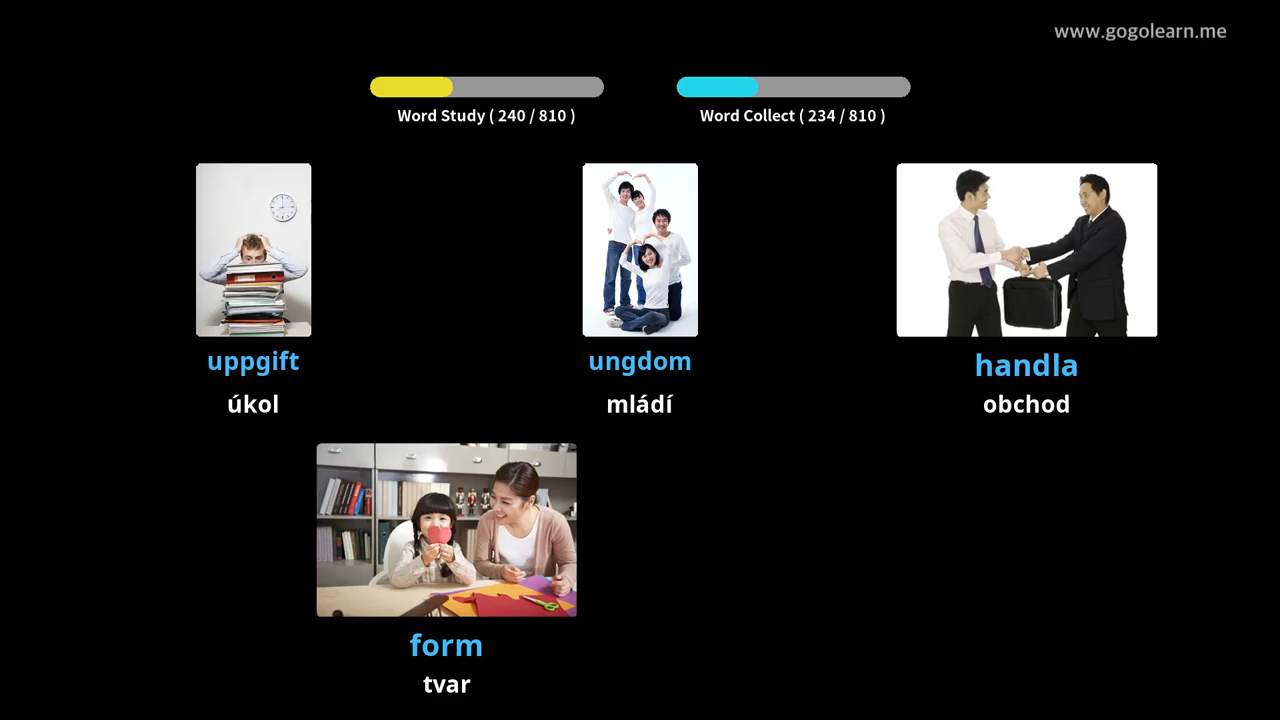 www.gogolearn.me
Word Study ( 240 / 810 )
Word Collect ( 234 / 810 )
uppgift
úkol
ungdom
mládí
handla
obchod
form
tvar